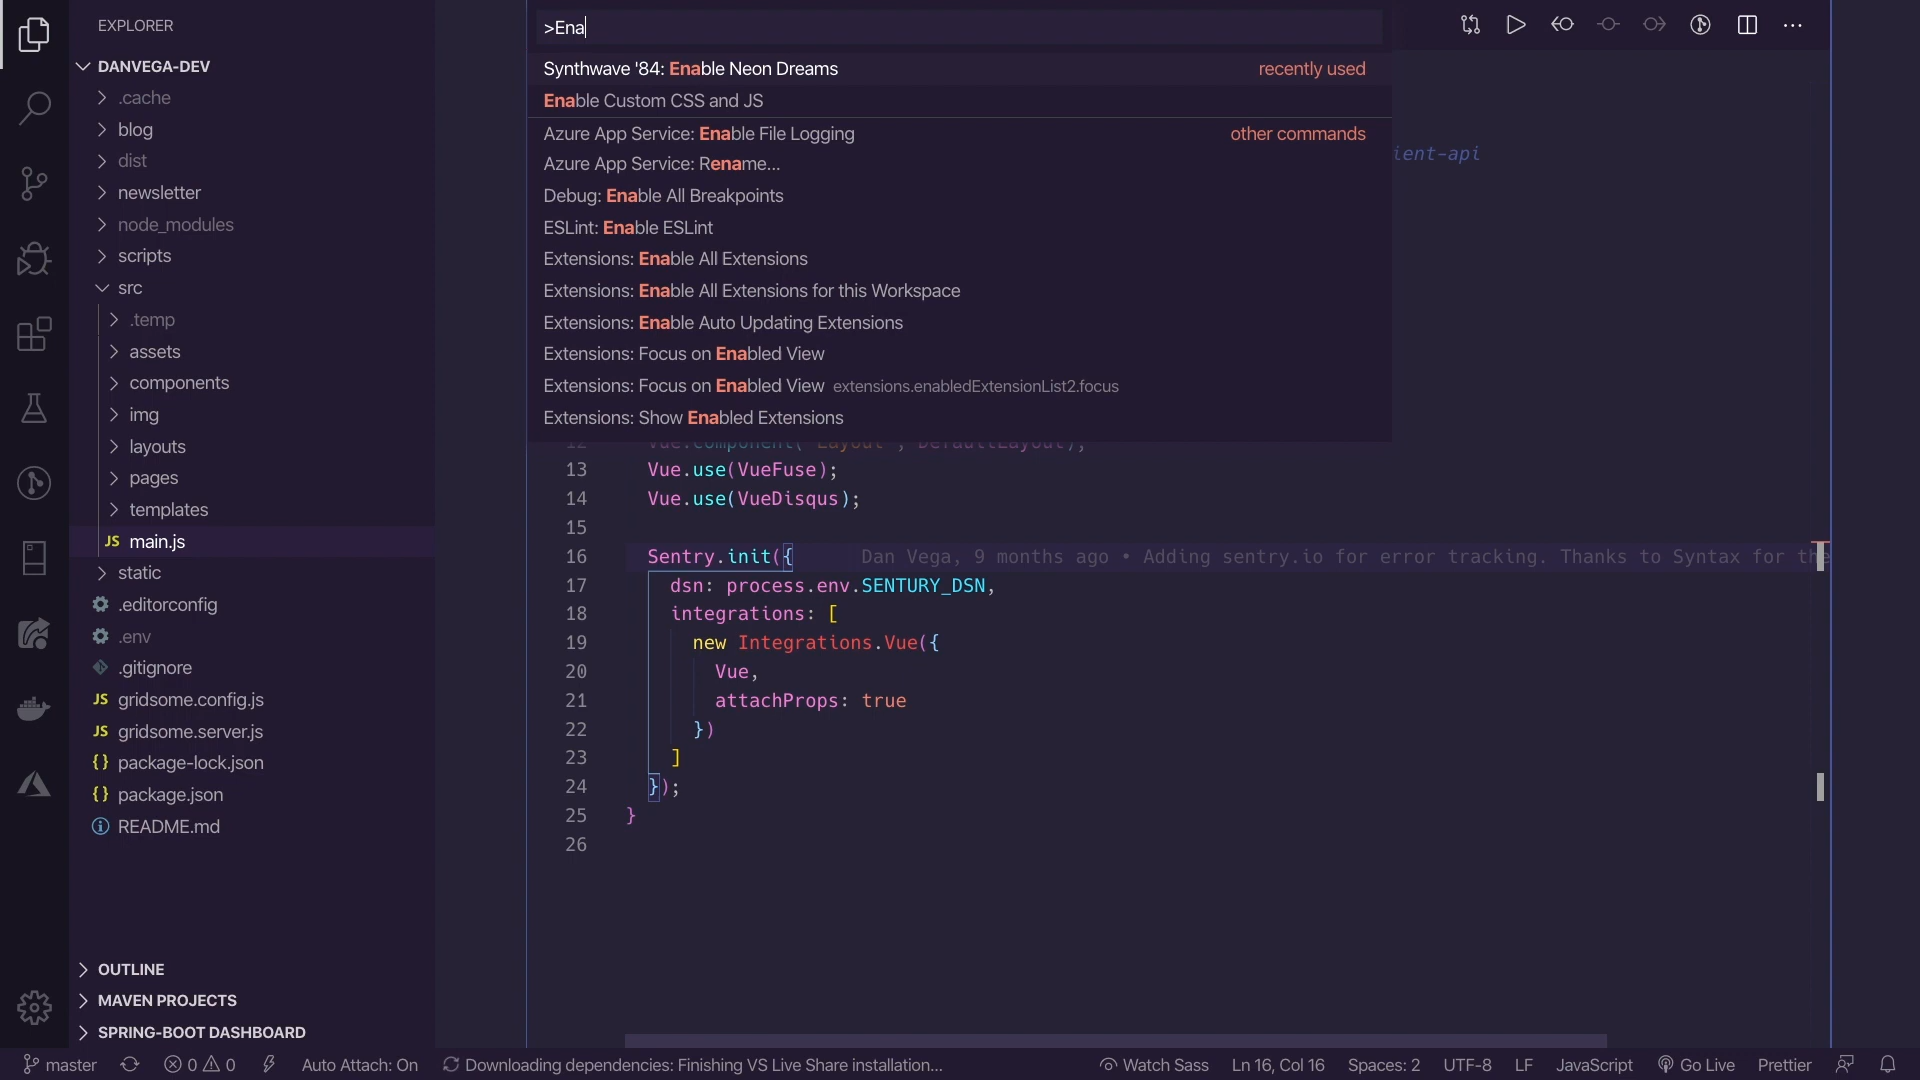 EXPLORER
DANVEGA-DEV
.cache
blog
dist
newsletter
node_modules
scripts
src
.temp
assets
components
img
layouts
pages
templates
JS main.js
static
.editorconfig
.env
.gitignore
JS gridsome.config.js
JS gridsome.server.js
{} package-lock.json
{} package.json
README.md
OUTLINE
MAVEN PROJECTS
SPRING-BOOT DASHBOARD
>Ena
Synthwave '84: Enable Neon Dreams recently used
Enable Custom CSS and JS
Azure App Service: Enable File Logging other commands
Azure App Service: Rename...
Debug: Enable All Breakpoints
ESLint: Enable ESLint
Extensions: Enable All Extensions
Extensions: Enable All Extensions for this Workspace
Extensions: Enable Auto Updating Extensions
Extensions: Focus on Enabled View
Extensions: Focus on Enabled View extensions.enabledExtensionList2.focus
Extensions: Show Enabled Extensions
ient-api
12 Vue.component("Layout", DefaultLayout);
13 Vue.use(VueFuse);
14 Vue.use(VueDisqus);
15
16 Sentry.init({ Dan Vega, 9 months ago • Adding sentry.io for error tracking. Thanks to Syntax for the
17 dsn: process.env.SENTURY_DSN,
18 integrations: [
19 new Integrations.Vue({
20 Vue,
21 attachProps: true
22 })
23 ]
24 });
25 }
26
master 0 0 Auto Attach: On Downloading dependencies: Finishing VS Live Share installation... Watch Sass Ln 16, Col 16 Spaces: 2 UTF-8 LF JavaScript Go Live Prettier